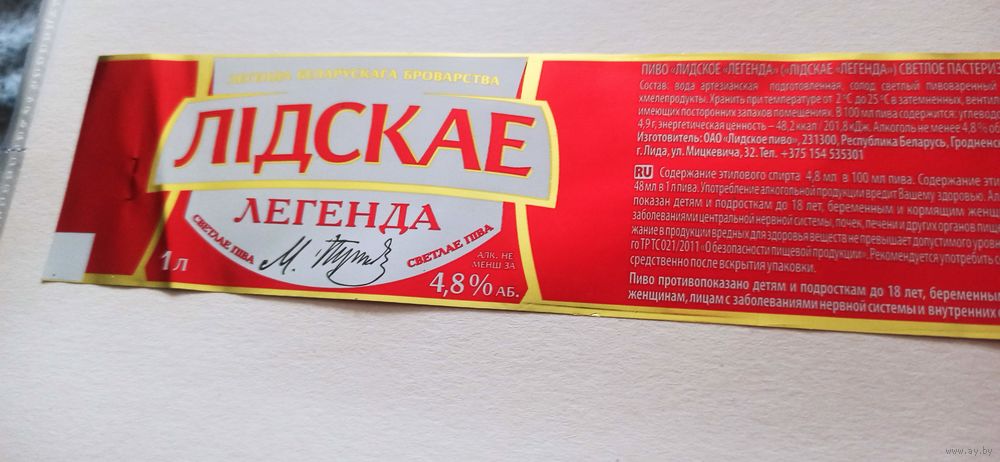 ЛЕГЕНДА БЕЛАРУСКАГА БРОВАРСТВА
ЛІДСКАЕ
ЛЕГЕНДА
СВЕТЛАЕ ПІВА
СВЕТЛАЕ ПІВА
1 л
АЛК. НЕ
МЕНШ ЗА
4,8% АБ.
ПИВО «ЛИДСКОЕ «ЛЕГЕНДА» («ЛІДСКАЕ «ЛЕГЕНДА») СВЕТЛОЕ ПАСТЕРИЗ
Состав: вода артезианская подготовленная, солод светлый пивоваренный
хмелепродукты. Хранить при температуре от 2°С до 25°С в затемненных, вентил
имеющих посторонних запахов помещениях. В 100 мл пива содержится: углевод
4,9 г, энергетическая ценность – 48,2 ккал/201,8 кДж. Алкоголь не менее 4,8% об
Изготовитель: ОАО «Лидское пиво», 231300, Республика Беларусь, Гродненс
г. Лида, ул. Мицкевича, 32. Тел. +375 154 535301
RU Содержание этилового спирта 4,8 мл в 100 мл пива. Содержание эти
48 мл в 1 л пива. Употребление алкогольной продукции вредит Вашему здоровью. Ал
показан детям и подросткам до 18 лет, беременным и кормящим женщ
заболеваниями центральной нервной системы, почек, печени и других органов пищ
жание в продукции вредных для здоровья веществ не превышает допустимого уров
го ТР ТС 021/2011 «О безопасности пищевой продукции». Рекомендуется употребить
средственно после вскрытия упаковки.
Пиво противопоказано детям и подросткам до 18 лет, беременны
женщинам, лицам с заболеваниями нервной системы и внутренних
www.ay.by